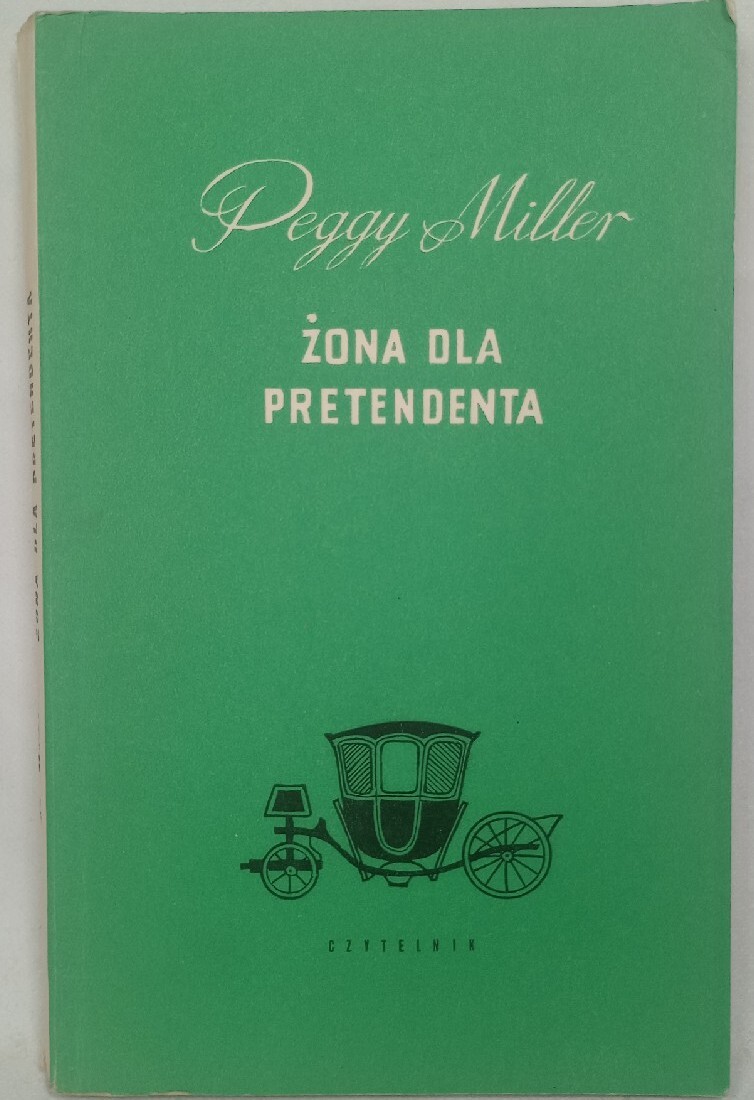 Peggy Miller
ŻONA DLA
PRETENDENTA
CZYTELNIK
ŻONA DLA PRETENDENTA